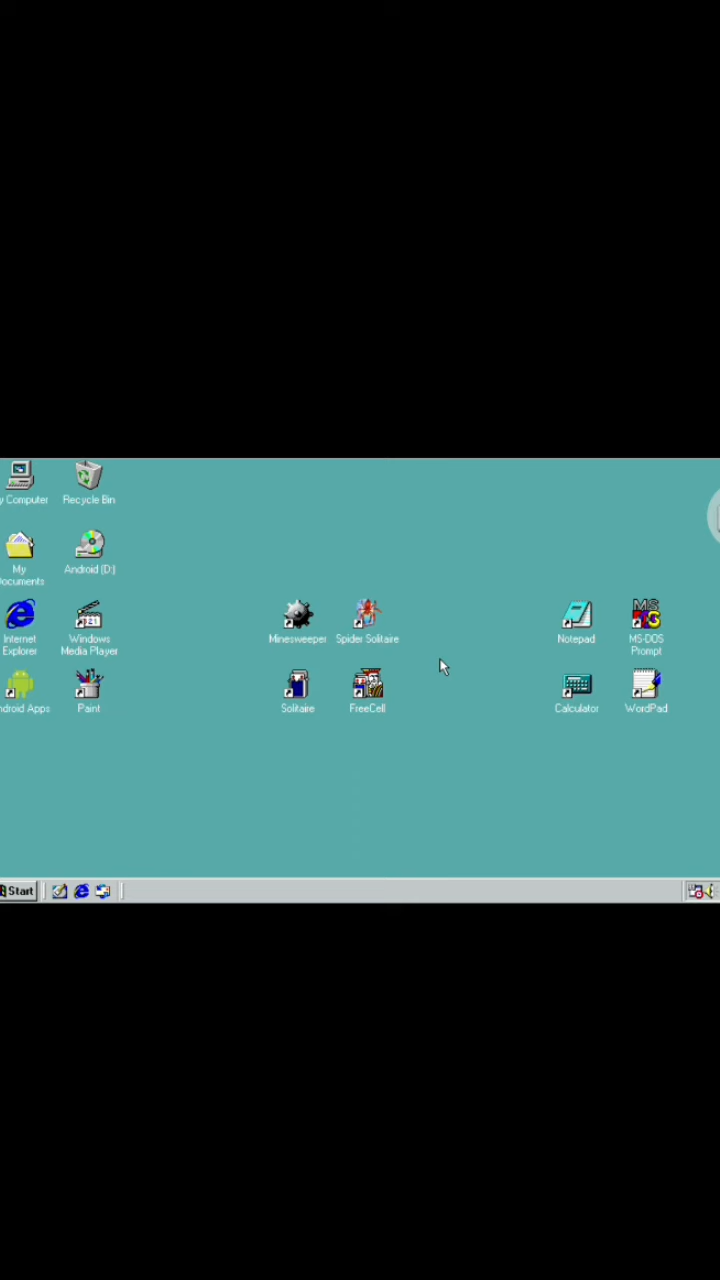 y Computer
Recycle Bin
My
ocuments
Android (D:)
Internet
Explorer
Windows
Media Player
Minesweeper
Spider Solitaire
Notepad
MS-DOS
Prompt
ndroid Apps
Paint
Solitaire
FreeCell
Calculator
WordPad
Start